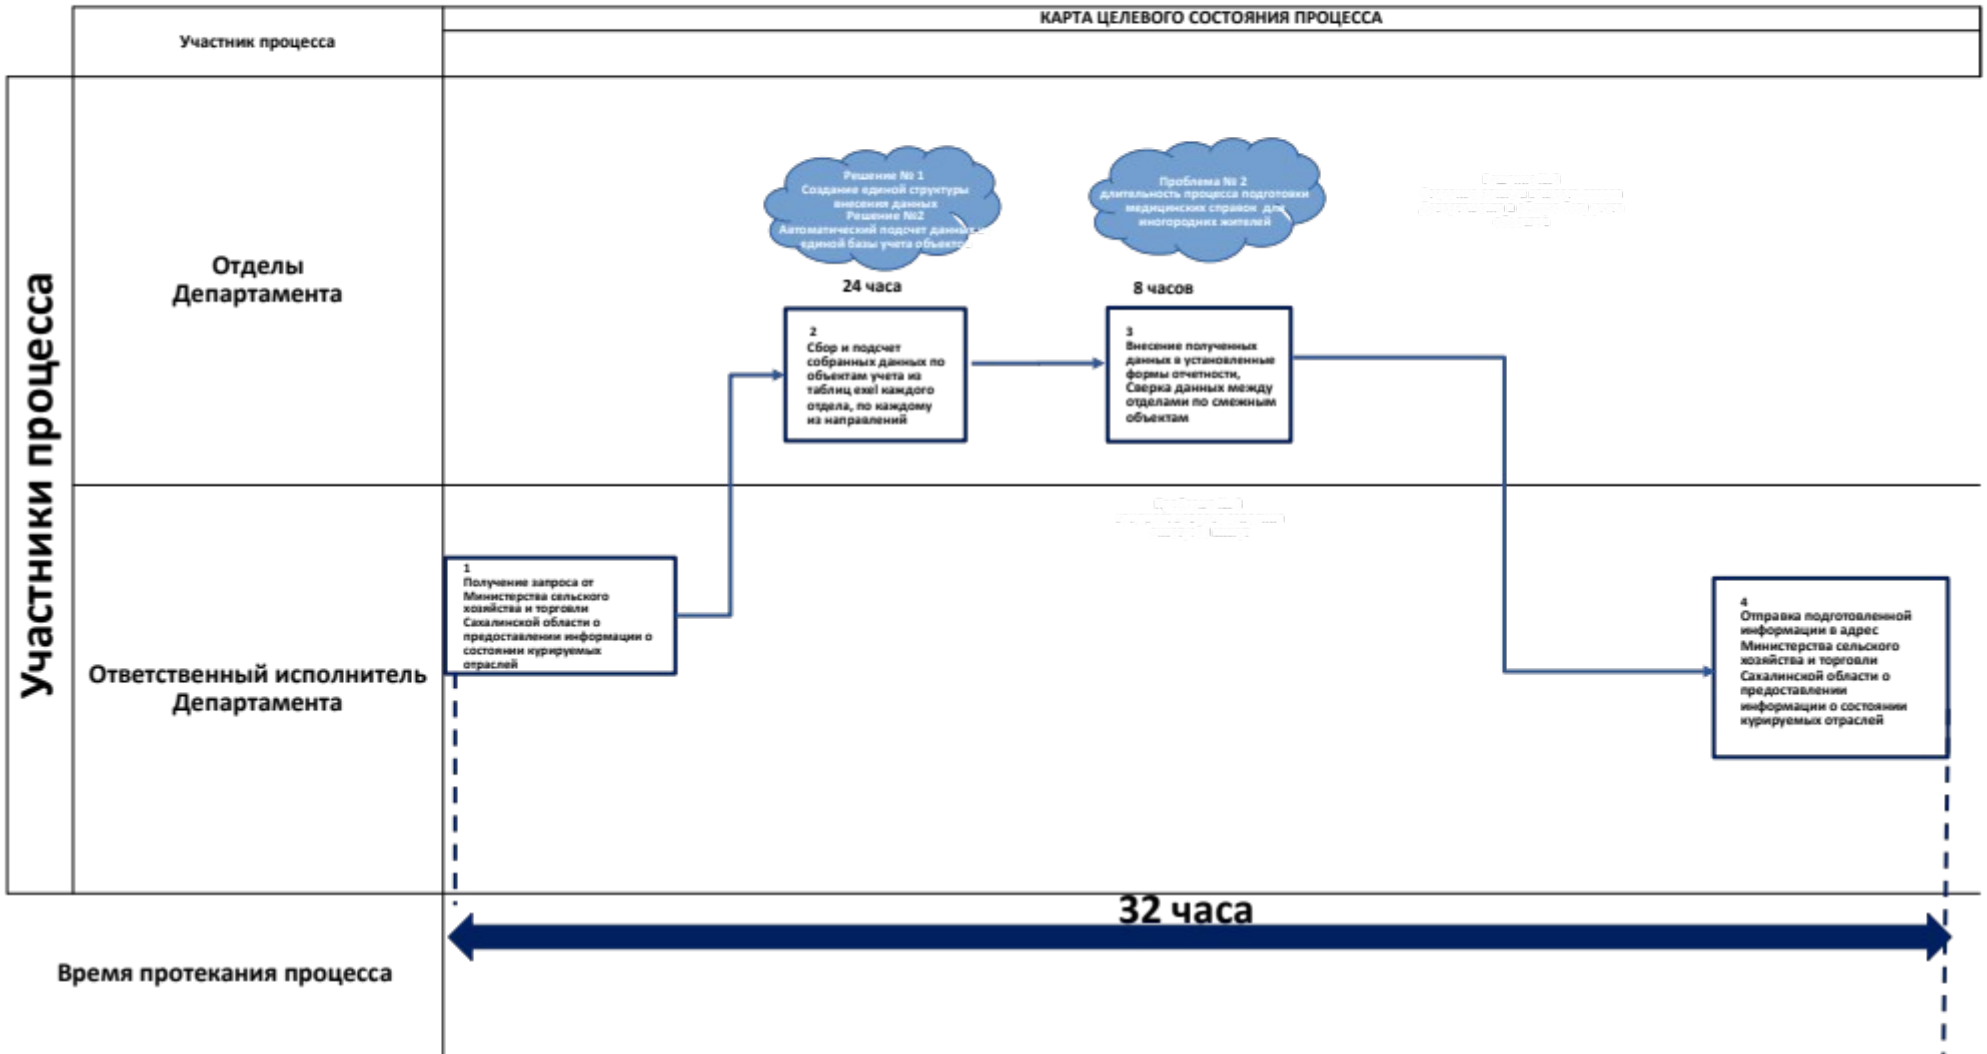 КАРТА ЦЕЛЕВОГО СОСТОЯНИЯ ПРОЦЕССА
Участник процесса
Участники процесса
Отделы
Департамента
Решение № 1
Создание единой структуры
внесения данных
Решение №2
Автоматический подсчет данных
единой базы учета объектов
Проблема № 2
длительность процесса подготовки
медицинских справок для
иногородних жителей
24 часа
8 часов
2
Сбор и подсчет
собранных данных по
объектам учета из
таблиц exel каждого
отдела, по каждому
из направлений
3
Внесение полученных
данных в установленные
формы отчетности,
Сверка данных между
отделами по смежным
объектам
Ответственный исполнитель
Департамента
1
Получение запроса от
Министерства сельского
хозяйства и торговли
Сахалинской области о
предоставлении информации о
состоянии курируемых
отраслей
4
Отправка подготовленной
информации в адрес
Министерства сельского
хозяйства и торговли
Сахалинской области о
предоставлении
информации о состоянии
курируемых отраслей
32 часа
Время протекания процесса